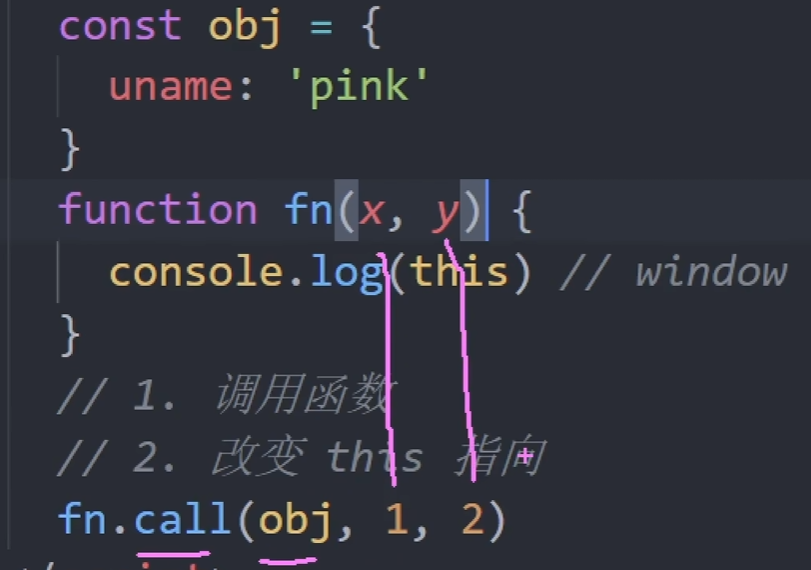 const obj = {
uname: 'pink'
}
function fn(x, y) {
console.log(this) // window
}
// 1. 调用函数
// 2. 改变 this 指向
fn.call(obj, 1, 2)